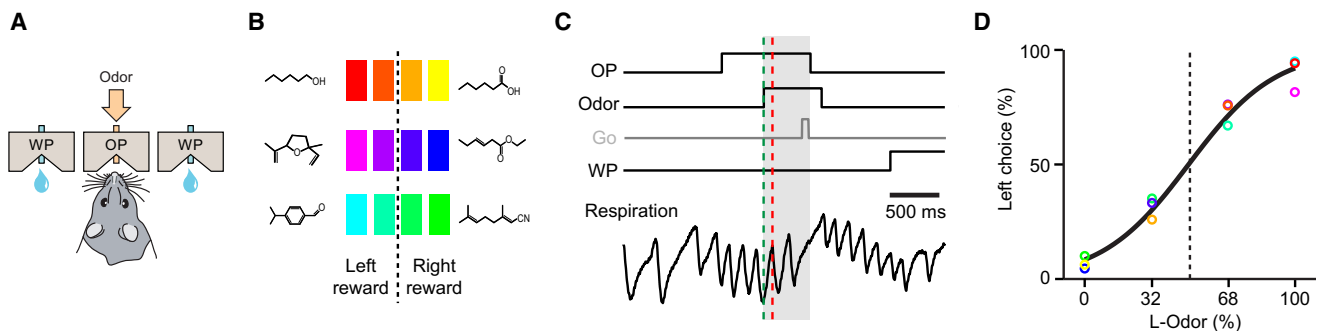 A
Odor
WP
OP
WP
B
OH
O
OH
O
O
O
O
CN
Left
reward
Right
reward
C
OP
Odor
Go
WP
500 ms
Respiration
D
100
50
0
Left choice (%)
0
32
68
100
L-Odor (%)